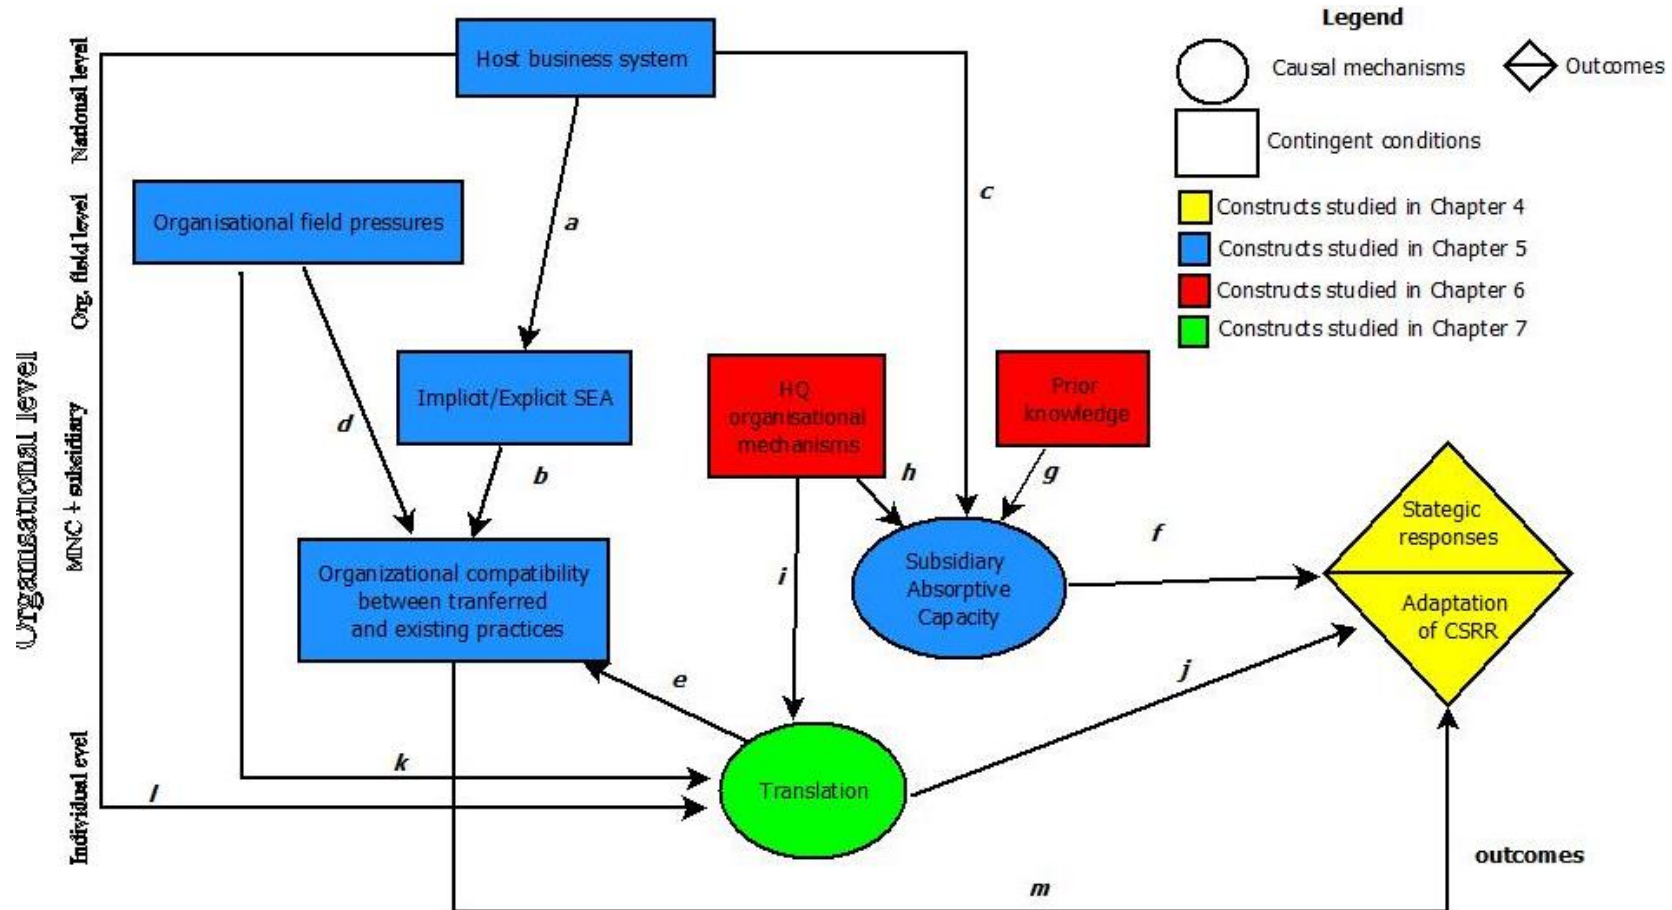 Legend
Causal mechanisms
Outcomes
Contingent conditions
Constructs studied in Chapter 4
Constructs studied in Chapter 5
Constructs studied in Chapter 6
Constructs studied in Chapter 7
Organisational level
National level
Org. field level
MNC + subsidiary
Individual level
Host business system
Organisational field pressures
a
c
Implicit/Explicit SEA
HQ
organisational
mechanisms
Prior
knowledge
d
b
h
g
Organizational compatibility
between tranferred
and existing practices
i
Subsidiary
Absorptive
Capacity
f
Stategic
responses
Adaptation
of CSRR
e
j
k
l
Translation
outcomes
m